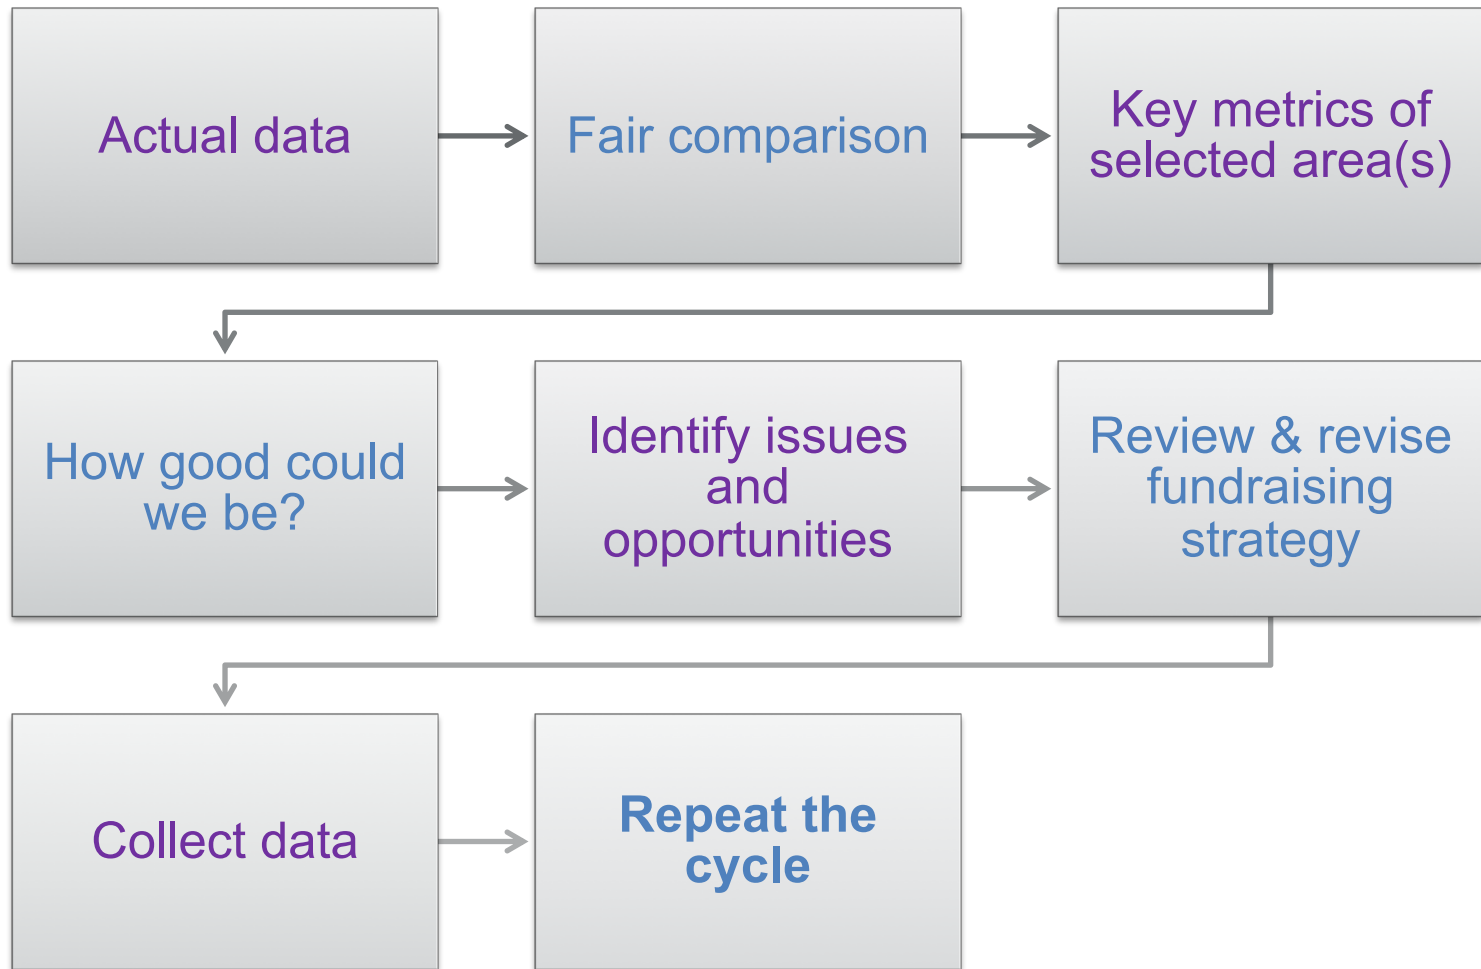 Actual data
Fair comparison
Key metrics of
selected area(s)
How good could
we be?
Identify issues
and
opportunities
Review & revise
fundraising
strategy
Collect data
Repeat the
cycle